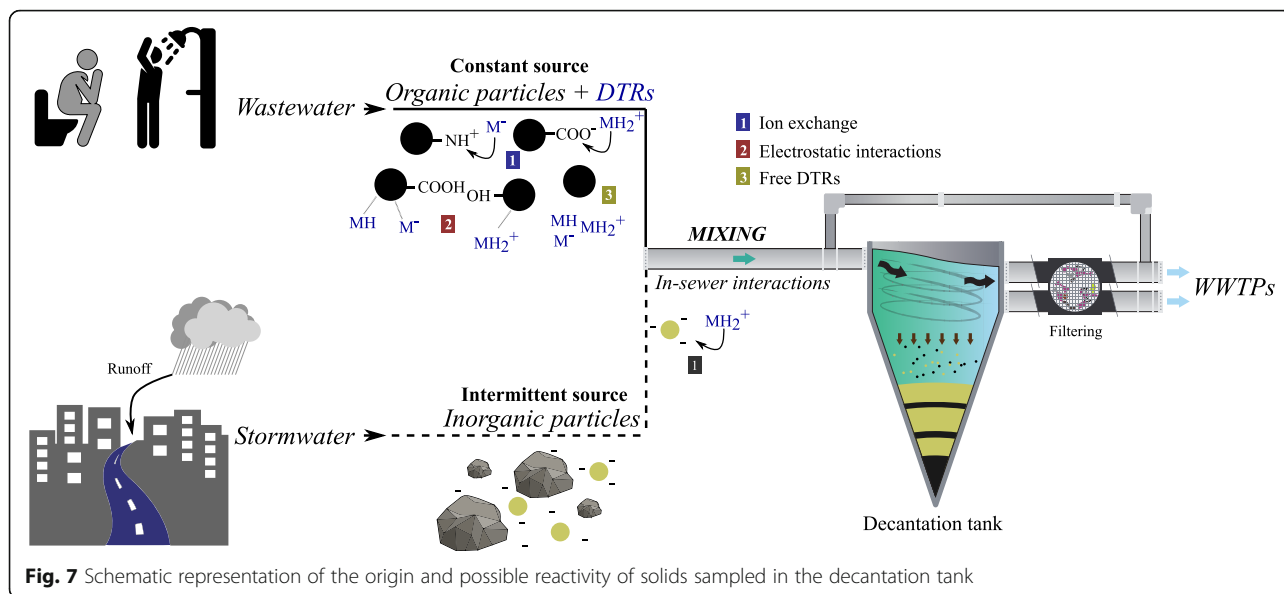 Constant source
Organic particles + DTRs
Wastewater
NH⁺
M⁻
COO⁻
MH2⁺
1
COOH
OH
2
3
MH
M⁻
MH2⁺
MH
MH2⁺
M⁻
1 Ion exchange
2 Electrostatic interactions
3 Free DTRs
MIXING
In-sewer interactions
WWTPs
Filtering
- - -
MH2⁺
1
Runoff
Intermittent source
Inorganic particles
Stormwater
- - - - - - - - - -
Decantation tank
Fig. 7 Schematic representation of the origin and possible reactivity of solids sampled in the decantation tank